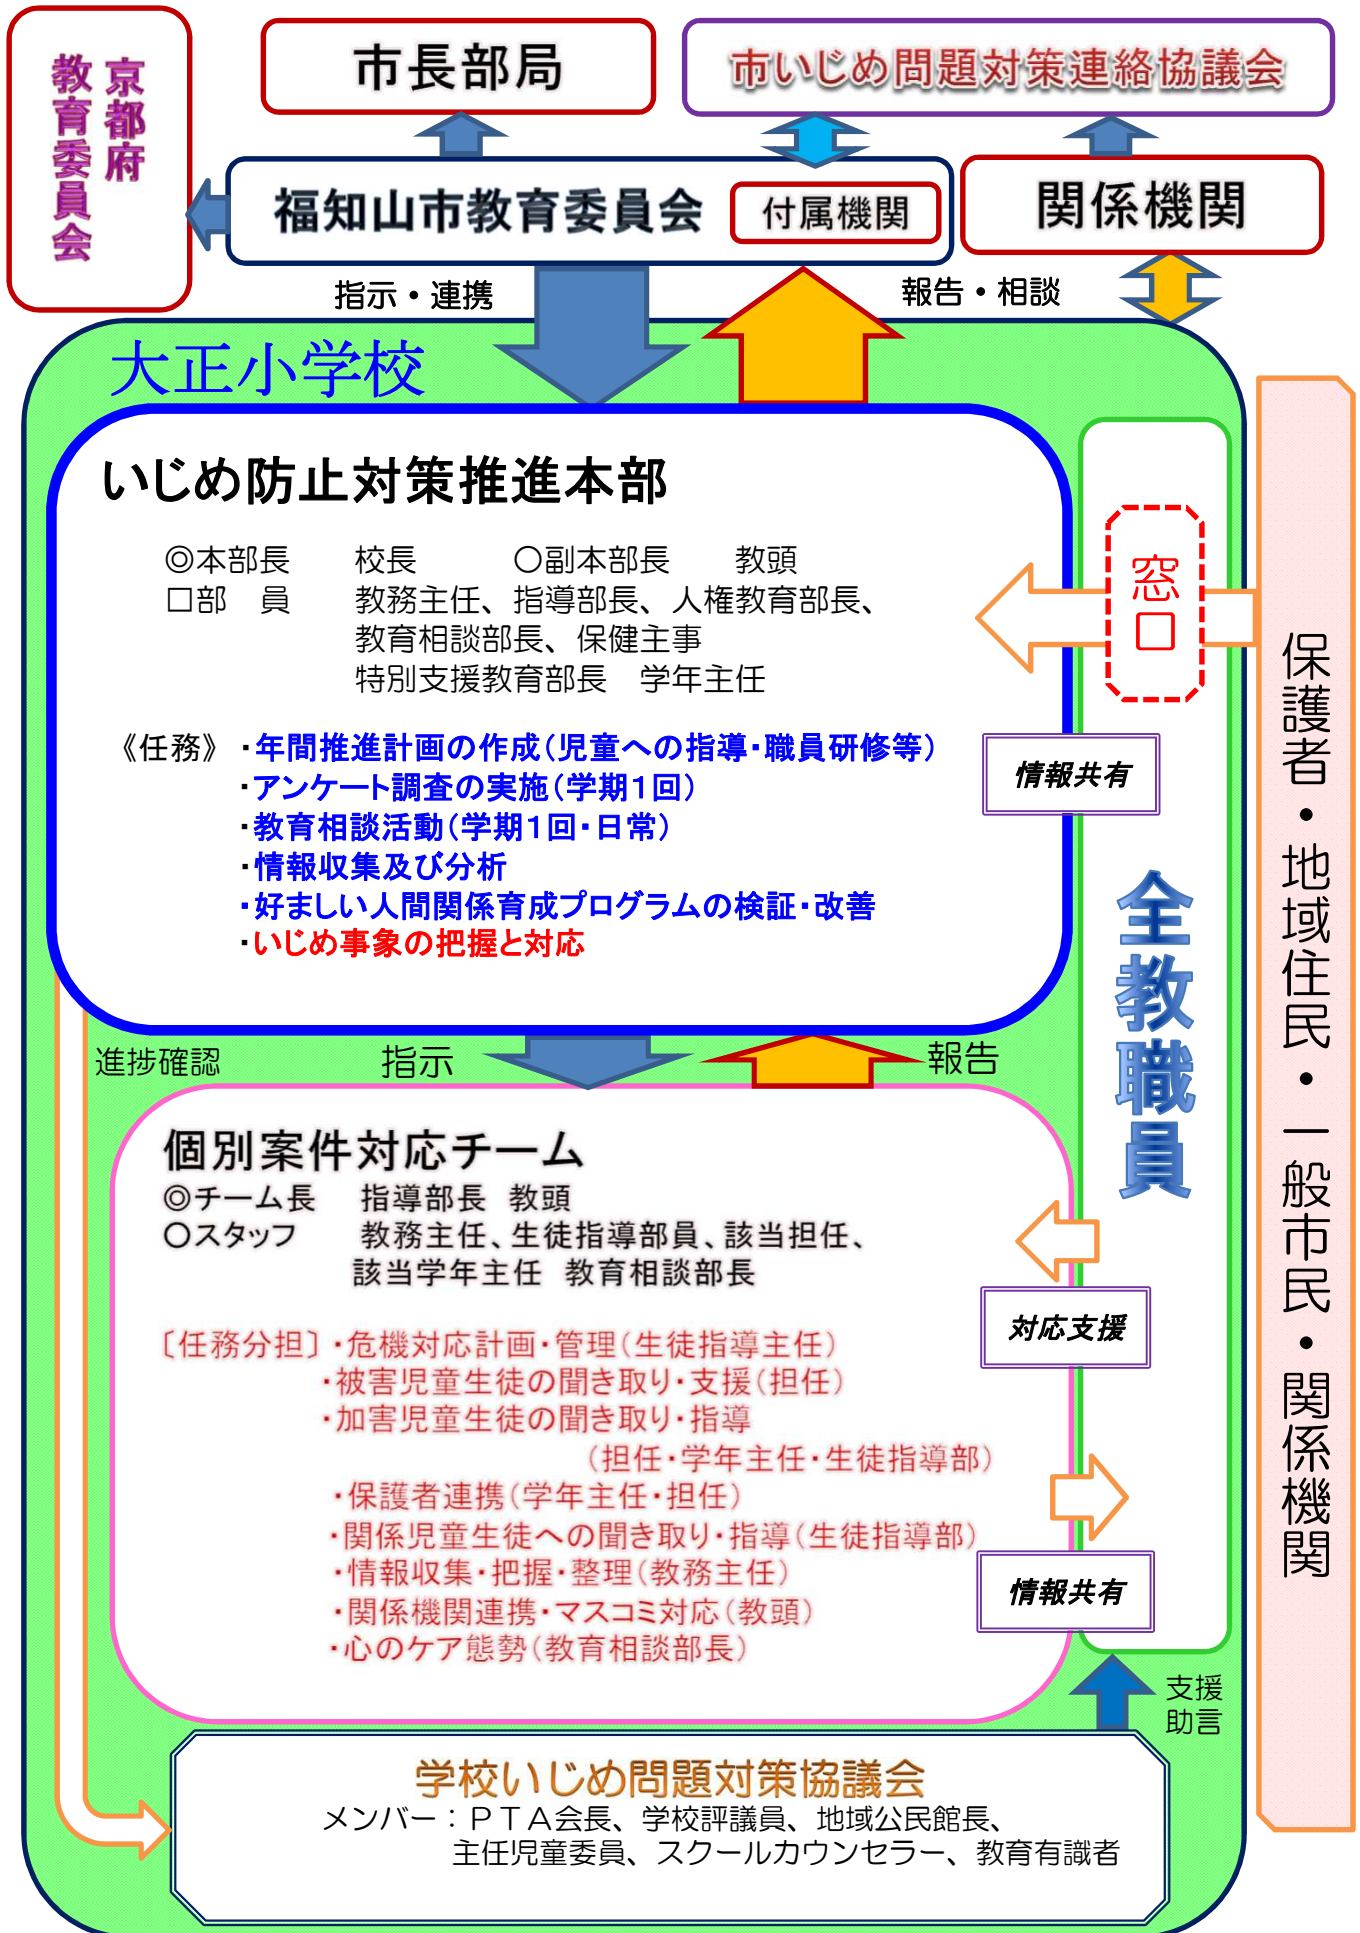 京都府
教育委員会
市長部局
市いじめ問題対策連絡協議会
福知山市教育委員会
付属機関
関係機関
指示・連携
報告・相談
大正小学校
いじめ防止対策推進本部
◎本部長 校長 〇副本部長 教頭
□部 員 教務主任、指導部長、人権教育部長、
教育相談部長、保健主事
特別支援教育部長 学年主任
《任務》・年間推進計画の作成(児童への指導・職員研修等)
・アンケート調査の実施(学期1回)
・教育相談活動(学期1回・日常)
・情報収集及び分析
・好ましい人間関係育成プログラムの検証・改善
・いじめ事象の把握と対応
窓口
情報共有
全教職員
保護者・地域住民・一般市民・関係機関
進捗確認
指示
報告
個別案件対応チーム
◎チーム長 指導部長 教頭
〇スタッフ 教務主任、生徒指導部員、該当担任、
該当学年主任 教育相談部長
〔任務分担〕・危機対応計画・管理(生徒指導主任)
・被害児童生徒の聞き取り・支援(担任)
・加害児童生徒の聞き取り・指導
(担任・学年主任・生徒指導部)
・保護者連携(学年主任・担任)
・関係児童生徒への聞き取り・指導(生徒指導部)
・情報収集・把握・整理(教務主任)
・関係機関連携・マスコミ対応(教頭)
・心のケア態勢(教育相談部長)
対応支援
情報共有
支援
助言
学校いじめ問題対策協議会
メンバー：ＰＴＡ会長、学校評議員、地域公民館長、
主任児童委員、スクールカウンセラー、教育有識者